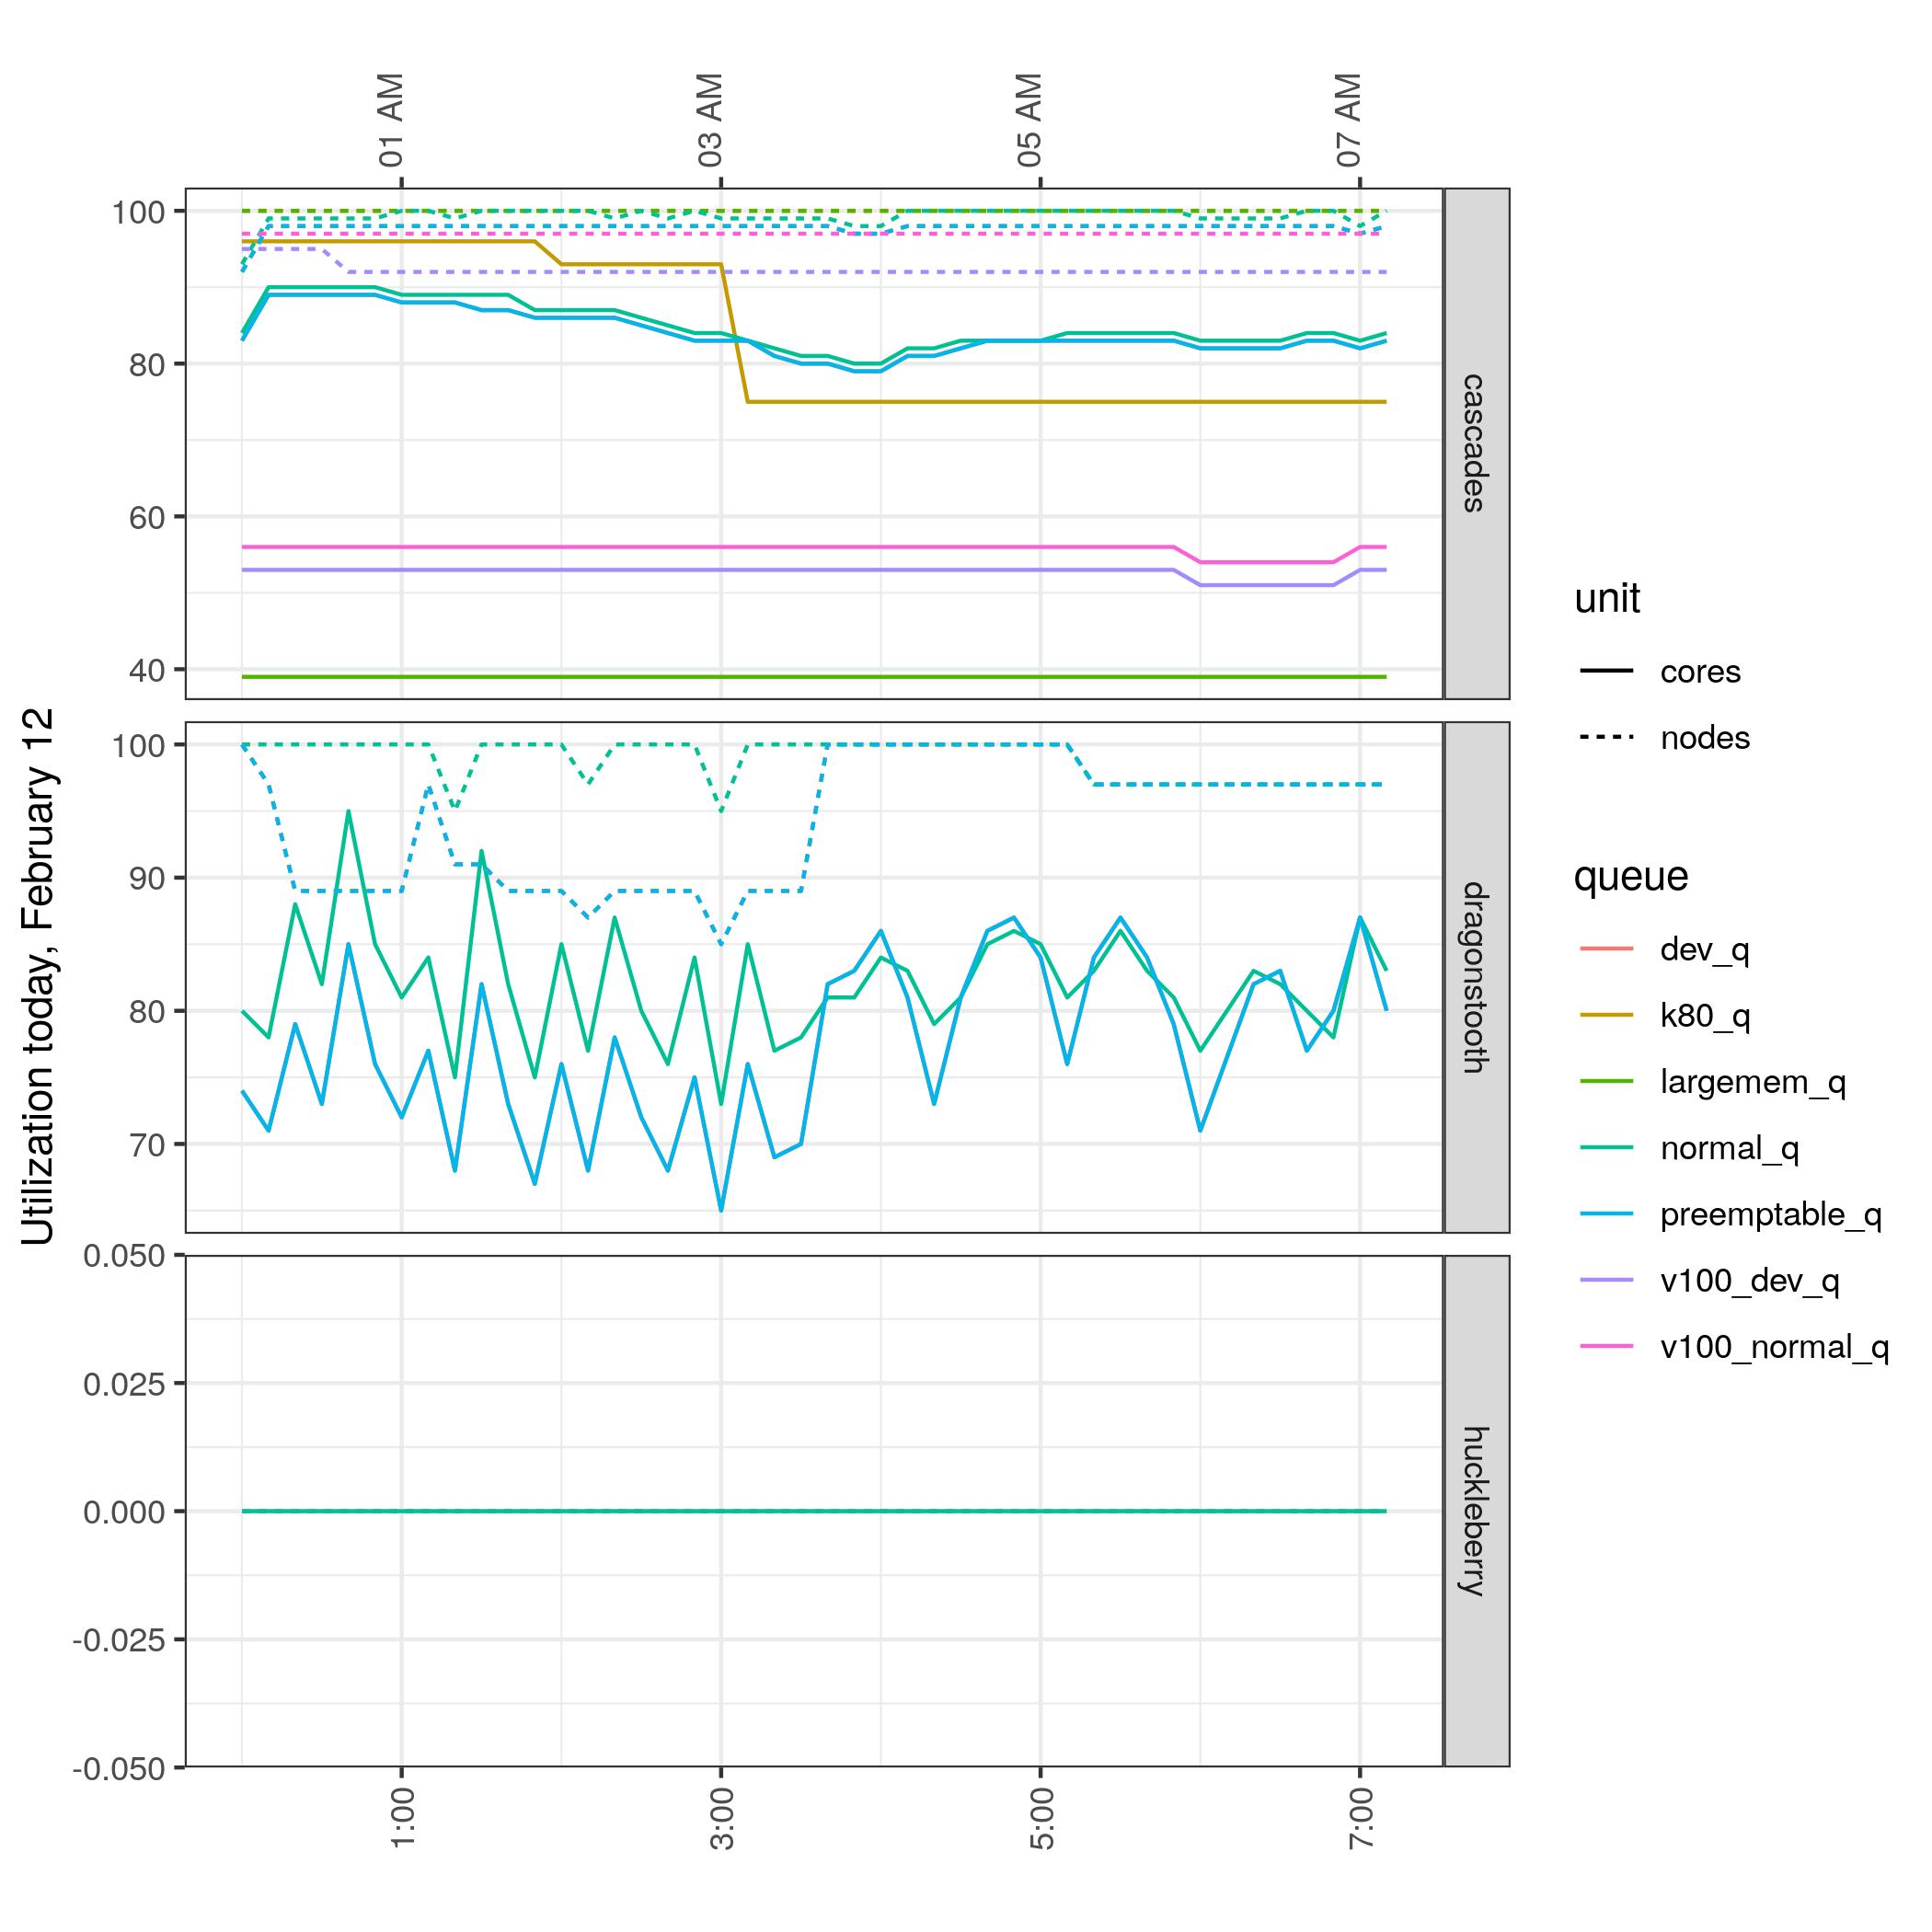 01 AM
03 AM
05 AM
07 AM
Utilization today, February 12
100
80
60
40
cascades
100
90
80
70
dragonstooth
0.050
0.025
0.000
-0.025
-0.050
huckleberry
1:00
3:00
5:00
7:00
unit
cores
nodes
queue
dev_q
k80_q
largemem_q
normal_q
preemptable_q
v100_dev_q
v100_normal_q